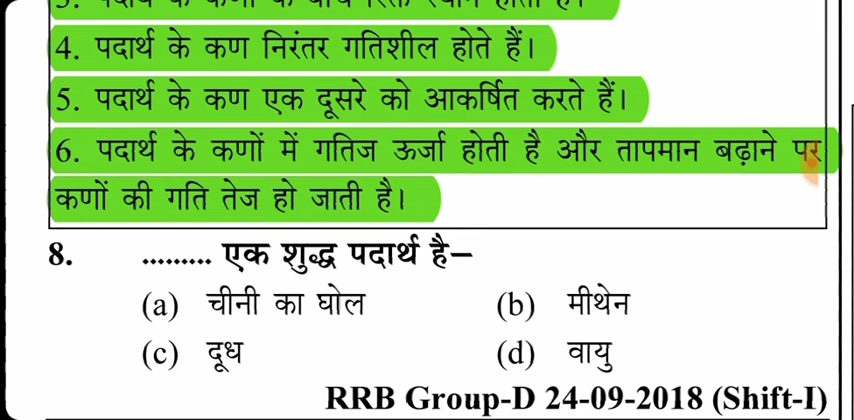 4. पदार्थ के कण निरंतर गतिशील होते हैं।
5. पदार्थ के कण एक दूसरे को आकर्षित करते हैं।
6. पदार्थ के कणों में गतिज ऊर्जा होती है और तापमान बढ़ाने पर
कणों की गति तेज हो जाती है।
8. ......... एक शुद्ध पदार्थ है–
(a) चीनी का घोल (b) मीथेन
(c) दूध (d) वायु
RRB Group-D 24-09-2018 (Shift-I)